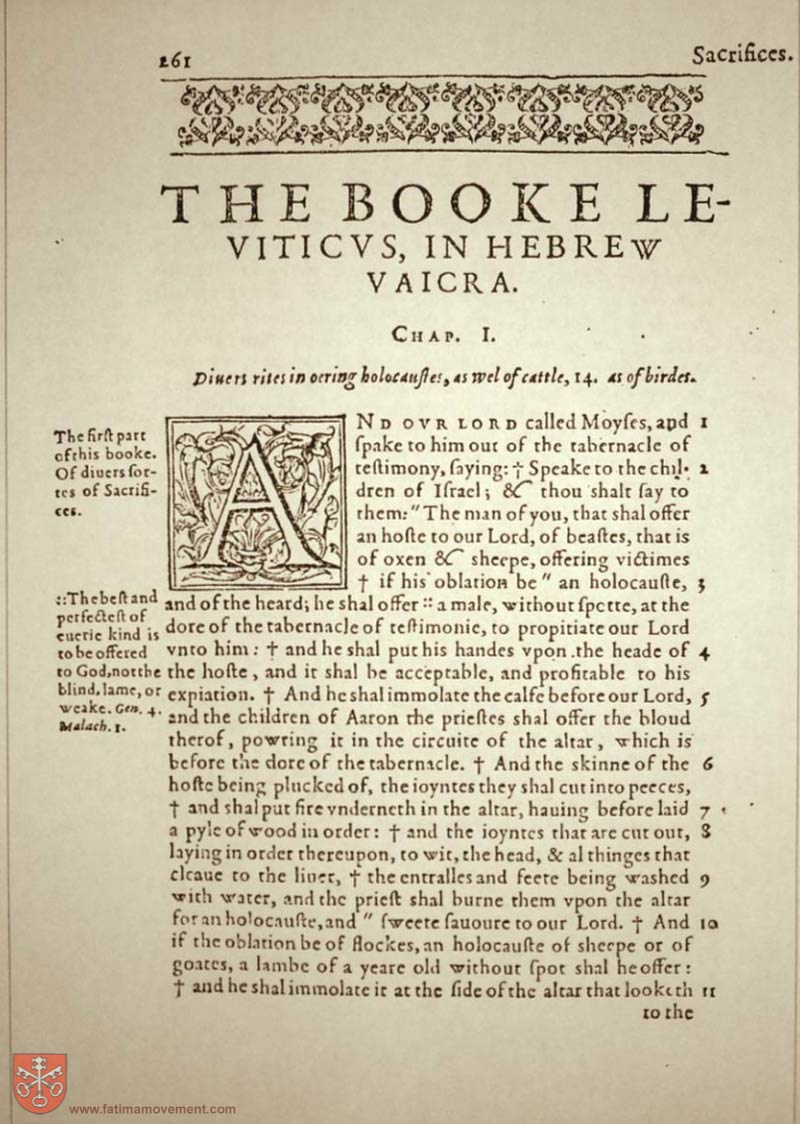 261
Sacrifices.
THE BOOKE LE-
VITICVS, IN HEBREW
VAICRA.
CHAP. I.
Diuers rites in oering holocaustes, as wel of cattle, 14. as of birdes.
The first part
of this booke.
Of diuers sor-
tes of Sacrifi-
ces.
AND OVR LORD called Moyses, and 1
spake to him out of the tabernacle of
testimony, saying: † Speake to the chil- 2
dren of Israel; & thou shalt say to
them: " The man of you, that shal offer
an hoste to our Lord, of beastes, that is
of oxen & sheepe, offering victimes
† if his oblation be " an holocauste, 3
and of the heard; he shal offer :: a male, without spotte, at the
dore of the tabernacle of testimonie, to propitiate our Lord
vnto him: † and he shal put his handes vpon the heade of 4
the hoste, and it shal be acceptable, and profitable to his
expiation. † And he shal immolate the calfe before our Lord, 5
and the children of Aaron the priestes shal offer the bloud
therof, powring it in the circuite of the altar, which is
before the dore of the tabernacle. † And the skinne of the 6
hoste being plucked of, the ioyntes they shal cut into peeces,
† and shal put fire vnderneth in the altar, hauing before laid 7
a pyle of wood in order: † and the ioyntes that are cut out, 8
laying in order thereupon, to wit, the head, & al thinges that
cleaue to the liuer, † the entralles and feete being washed 9
with water, and the priest shal burne them vpon the altar
for an holocauste, and " sweete sauoure to our Lord. † And 10
if the oblation be of flockes, an holocauste of sheepe or of
goates, a lambe of a yeare old without spot shal he offer:
† and he shal immolate it at the side of the altar that looketh 11
to the
::The best and
perfectest of
euerie kind is
to be offered
to God, not the
blind, lame, or
weake. Gen. 4.
Malach. 1.
www.fatimamovement.com